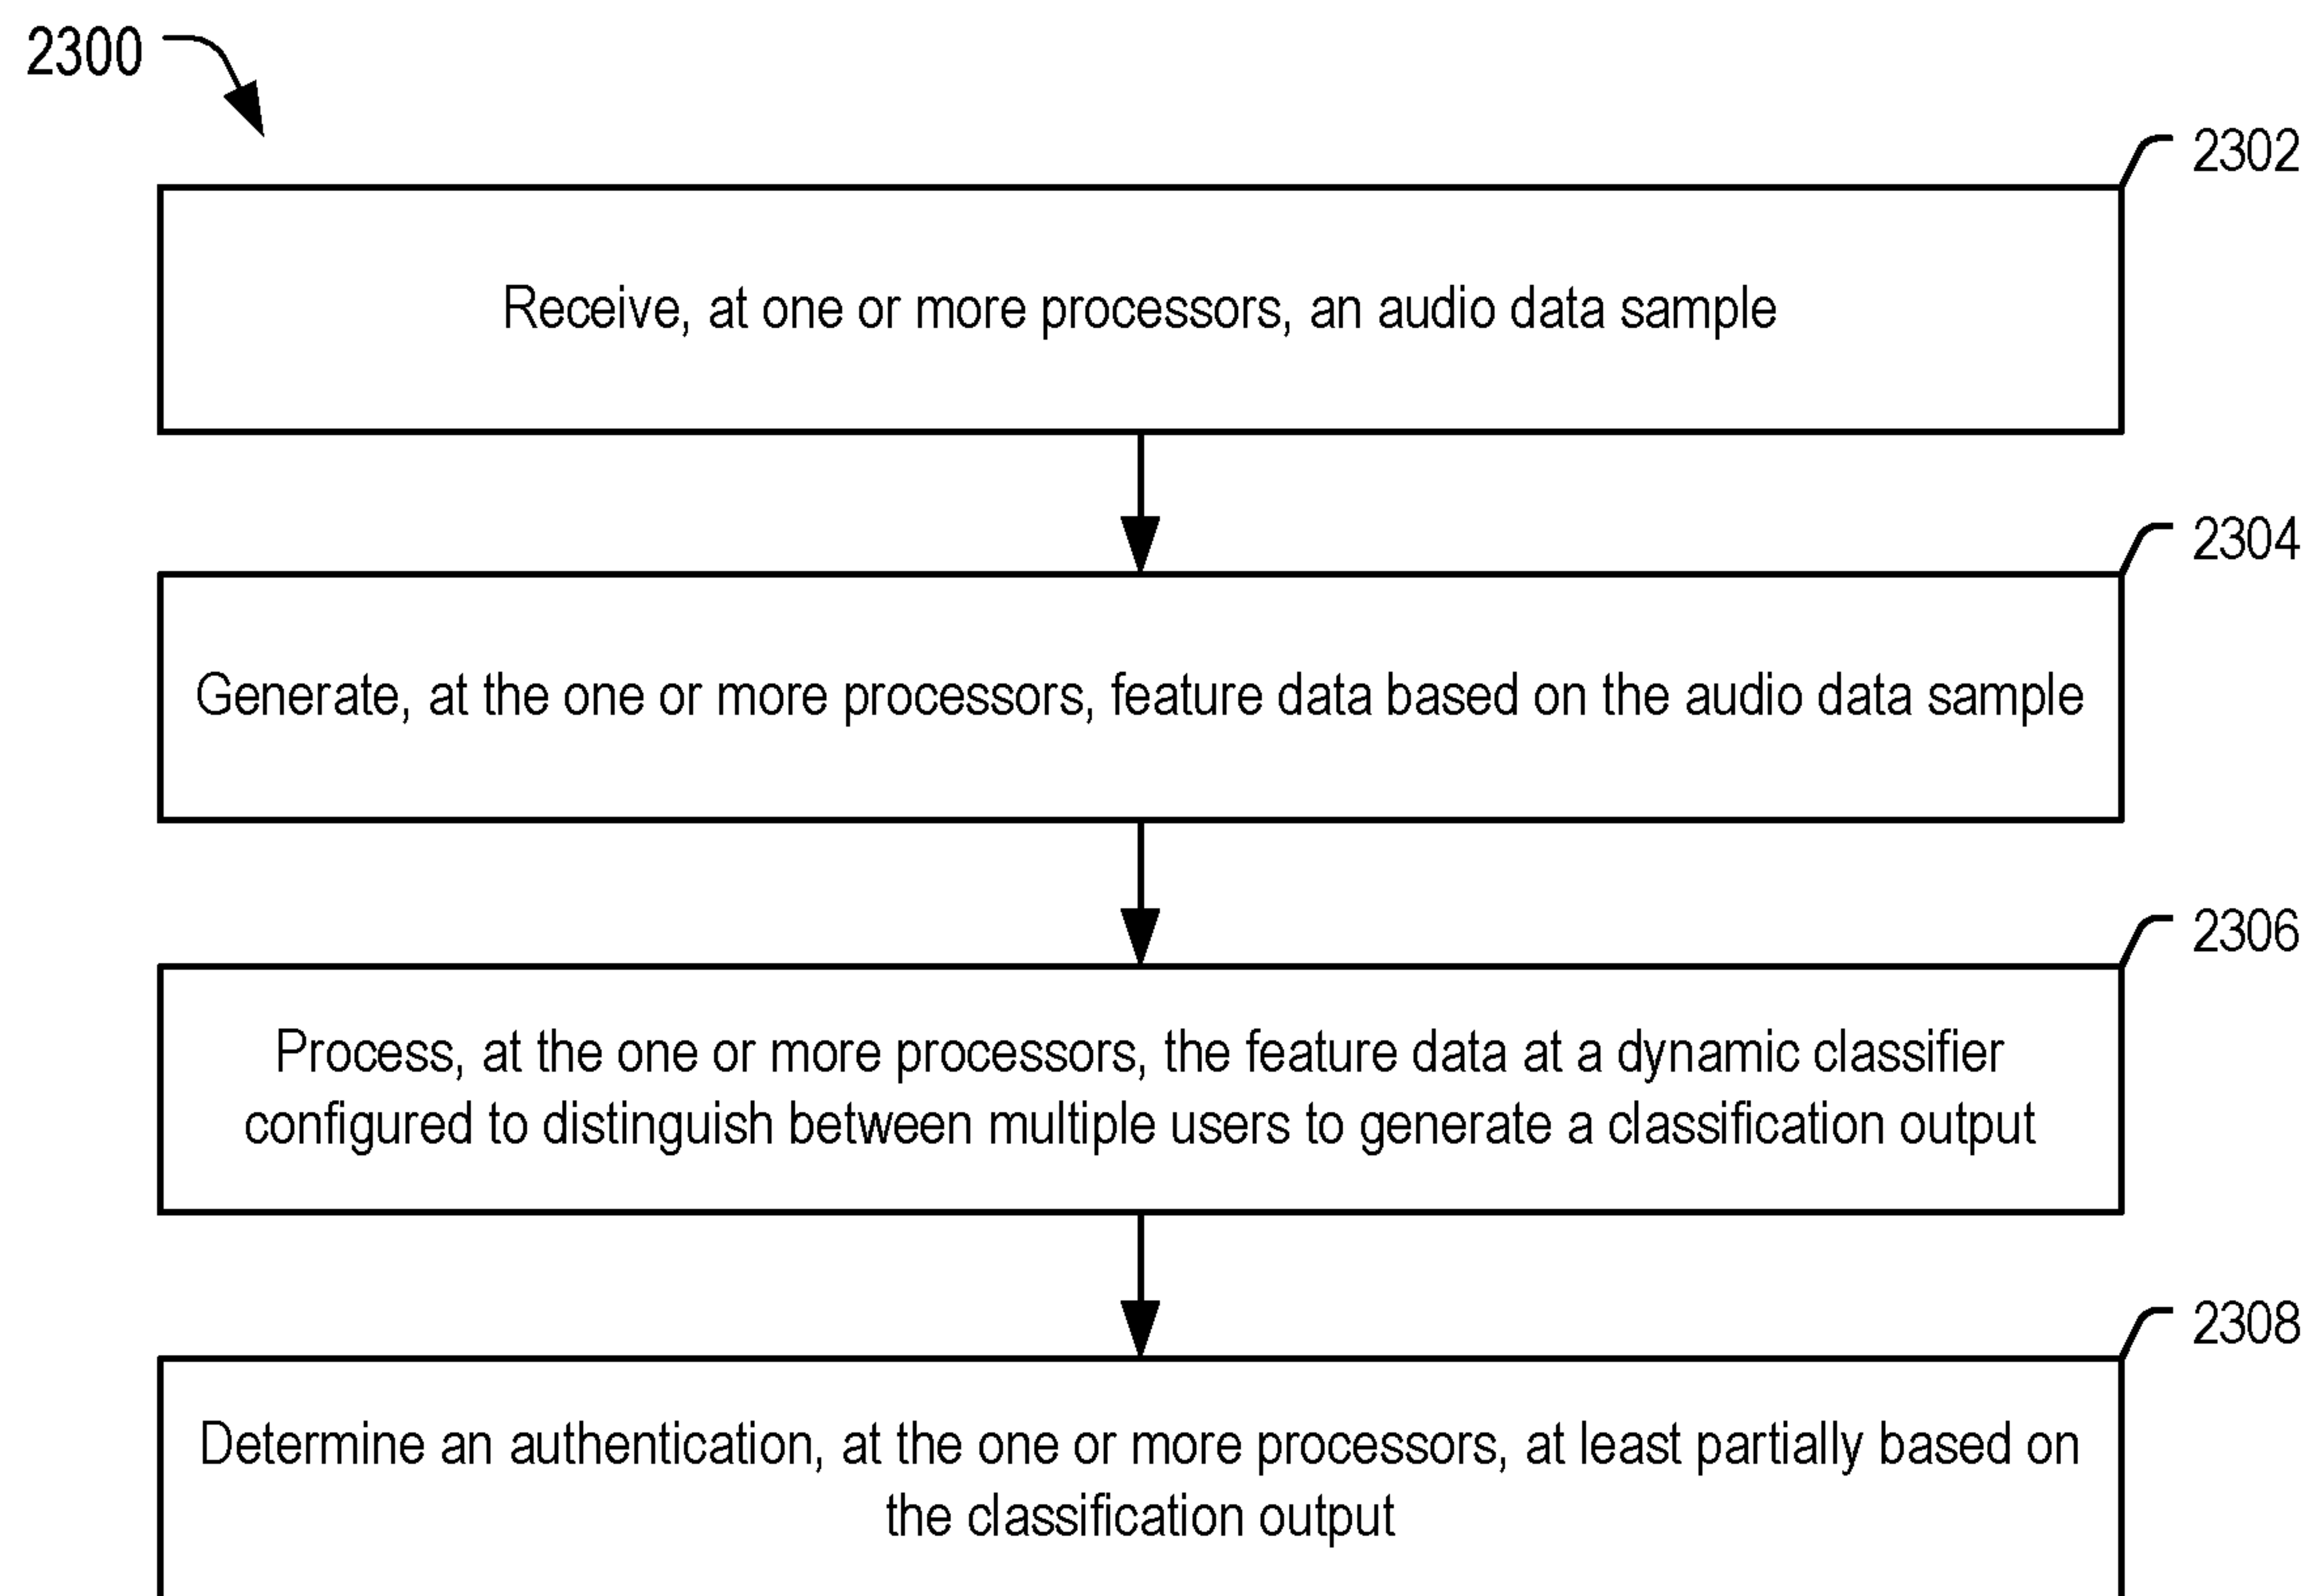 2300
2302
Receive, at one or more processors, an audio data sample
2304
Generate, at the one or more processors, feature data based on the audio data sample
2306
Process, at the one or more processors, the feature data at a dynamic classifier
configured to distinguish between multiple users to generate a classification output
2308
Determine an authentication, at the one or more processors, at least partially based on
the classification output